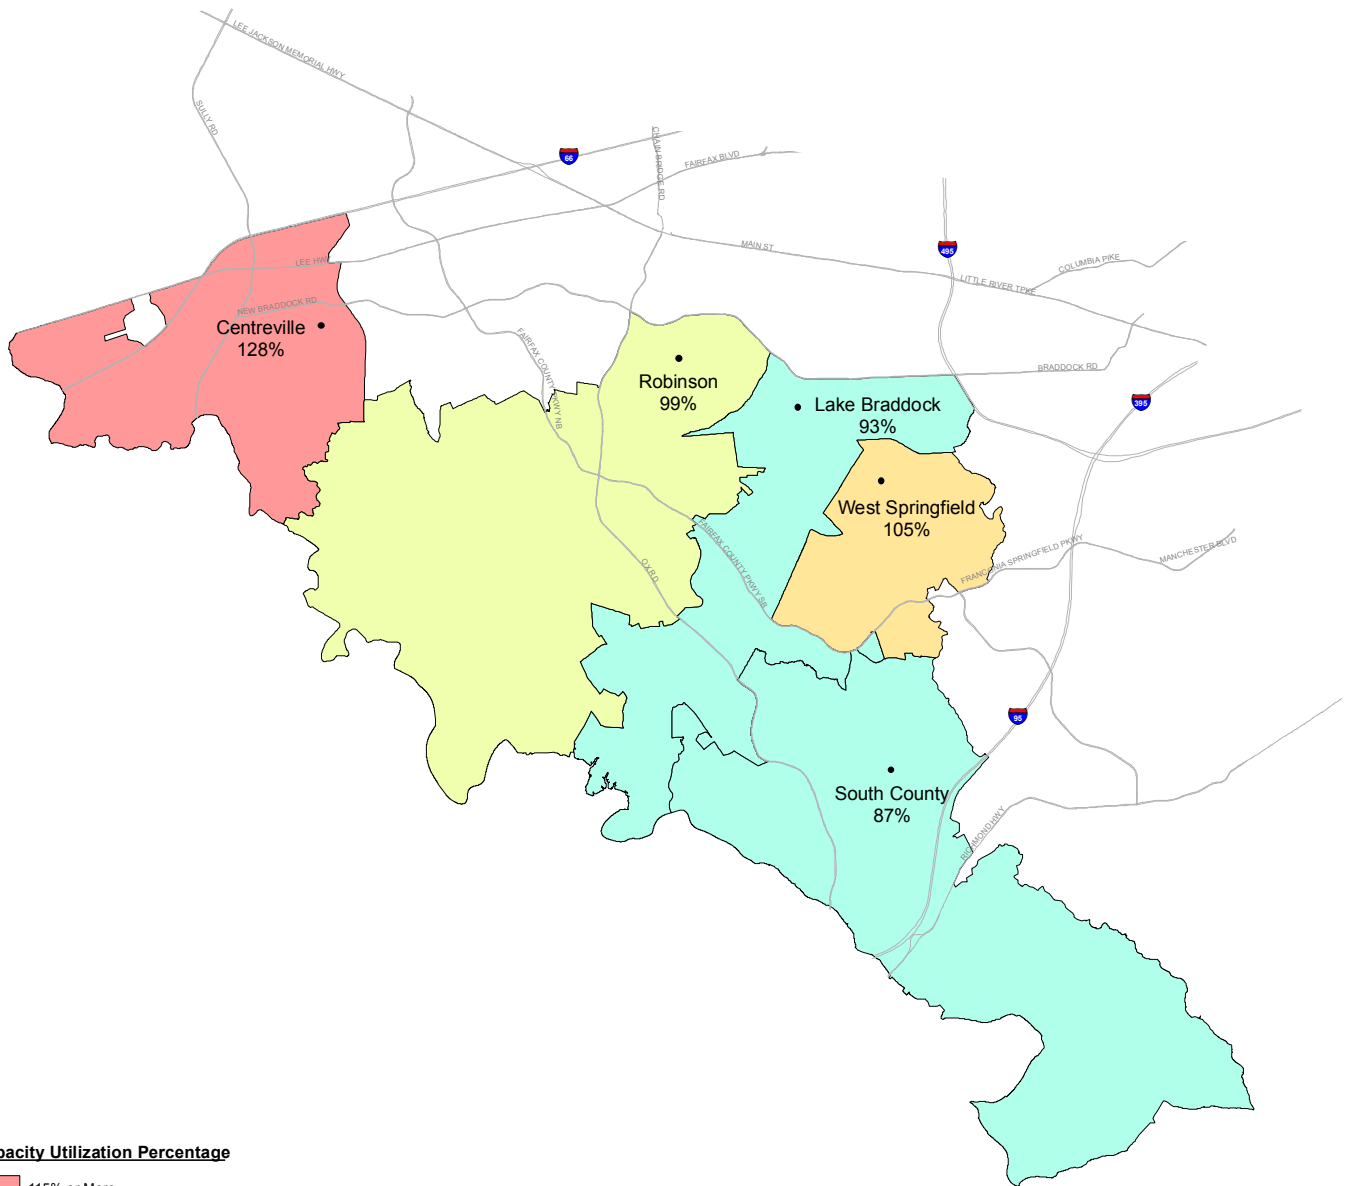 LEE JACKSON MEMORIAL HWY
SULLY RD
66
CHAIN BRIDGE RD
FAIRFAX BLVD
MAIN ST
495
COLUMBIA PIKE
LITTLE RIVER TPKE
LEE HWY
NEW BRADDOCK RD
Centreville
128%
FAIRFAX COUNTY PKWY NB
Robinson
99%
BRADDOCK RD
395
Lake Braddock
93%
West Springfield
105%
FAIRFAX COUNTY PKWY SB
OX RD
FRANCONIA SPRINGFIELD PKWY
MANCHESTER BLVD
95
South County
87%
RICHMOND HWY
pacity Utilization Percentage
115% or More